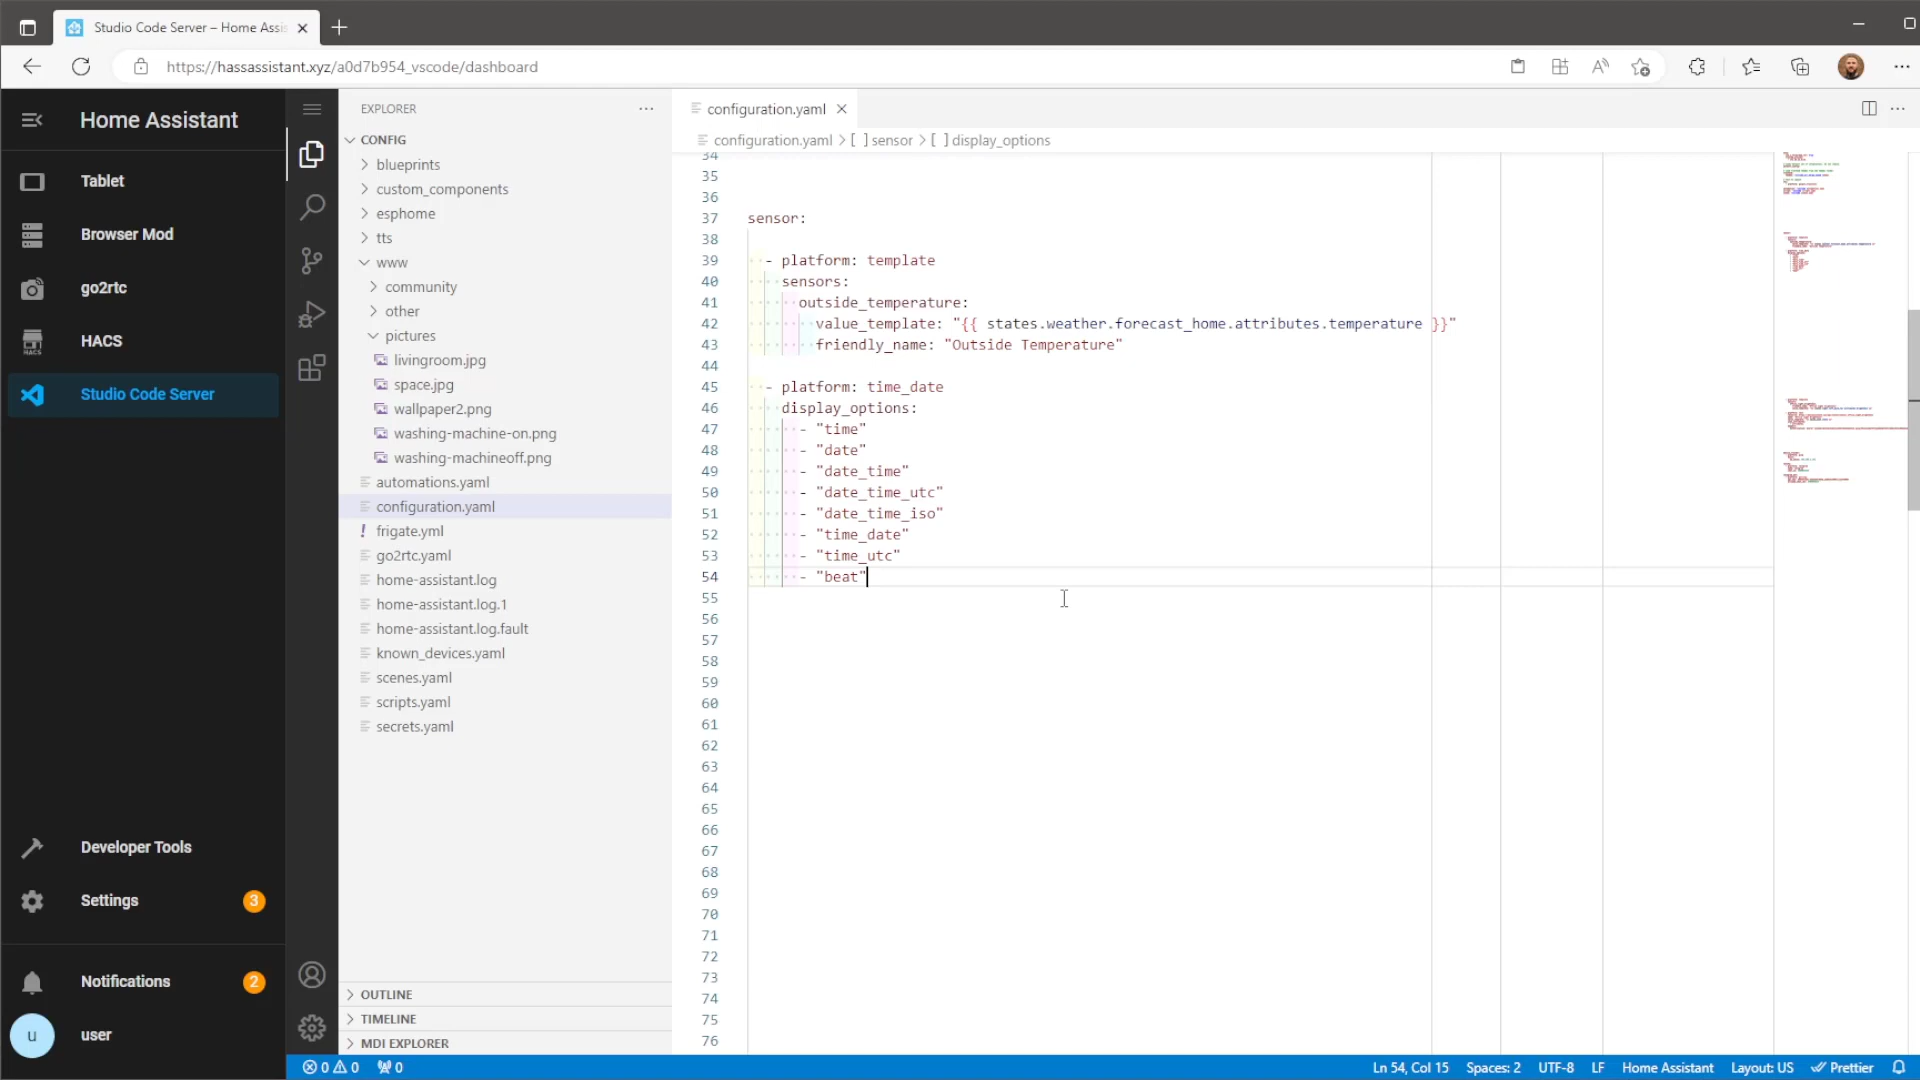 Studio Code Server – Home Assis
https://hassassistant.xyz/a0d7b954_vscode/dashboard
Home Assistant
Tablet
Browser Mod
go2rtc
HACS
HACS
Studio Code Server
Developer Tools
Settings
3
Notifications
2
u
user
EXPLORER
CONFIG
blueprints
custom_components
esphome
tts
www
community
other
pictures
livingroom.jpg
space.jpg
wallpaper2.png
washing-machine-on.png
washing-machineoff.png
automations.yaml
configuration.yaml
! frigate.yml
go2rtc.yaml
home-assistant.log
home-assistant.log.1
home-assistant.log.fault
known_devices.yaml
scenes.yaml
scripts.yaml
secrets.yaml
OUTLINE
TIMELINE
MDI EXPLORER
configuration.yaml
configuration.yaml > [ ] sensor > [ ] display_options
34
35
36
37 sensor:
38
39 - platform: template
40 sensors:
41 outside_temperature:
42 value_template: "{{ states.weather.forecast_home.attributes.temperature }}"
43 friendly_name: "Outside Temperature"
44
45 - platform: time_date
46 display_options:
47 - "time"
48 - "date"
49 - "date_time"
50 - "date_time_utc"
51 - "date_time_iso"
52 - "time_date"
53 - "time_utc"
54 - "beat"
55
56
57
58
59
60
61
62
63
64
65
66
67
68
69
70
71
72
73
74
75
76
0 0 0
Ln 54, Col 15 Spaces: 2 UTF-8 LF Home Assistant Layout: US Prettier